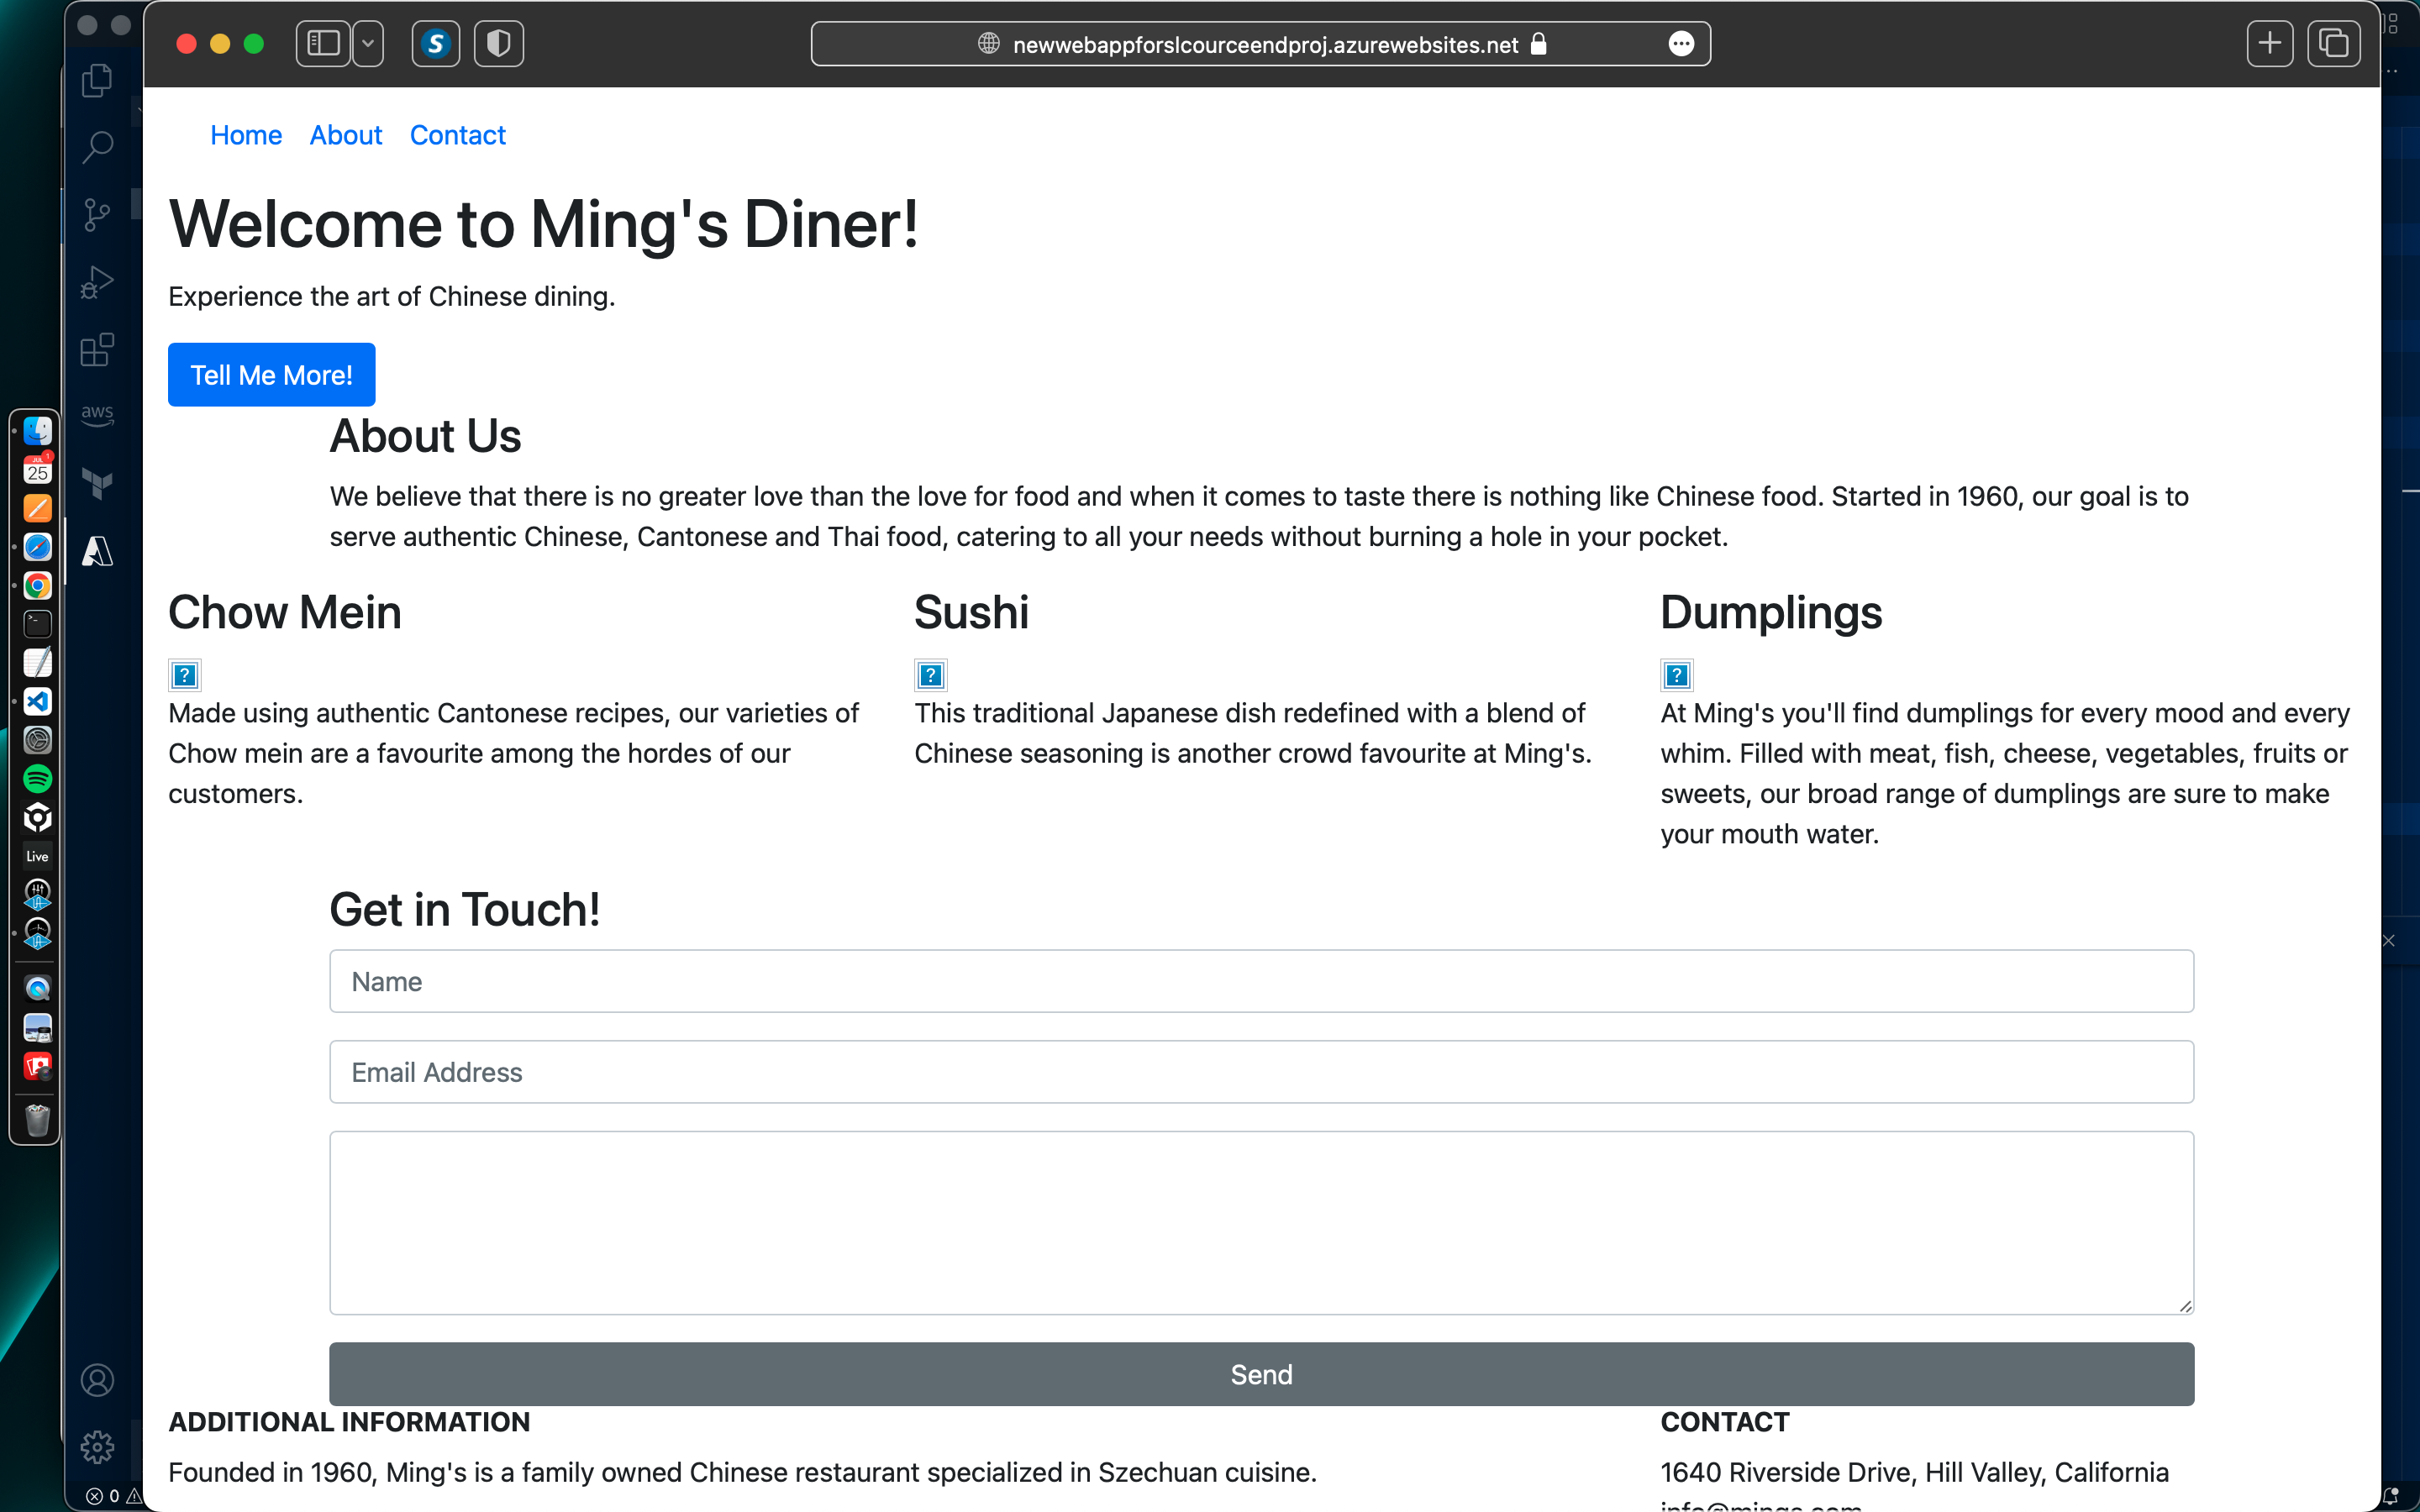 newwebappforslcourceendproj.azurewebsites.net
Home About Contact
Welcome to Ming's Diner!
Experience the art of Chinese dining.
Tell Me More!
About Us
We believe that there is no greater love than the love for food and when it comes to taste there is nothing like Chinese food. Started in 1960, our goal is to
serve authentic Chinese, Cantonese and Thai food, catering to all your needs without burning a hole in your pocket.
Chow Mein
Made using authentic Cantonese recipes, our varieties of
Chow mein are a favourite among the hordes of our
customers.
Sushi
This traditional Japanese dish redefined with a blend of
Chinese seasoning is another crowd favourite at Ming's.
Dumplings
At Ming's you'll find dumplings for every mood and every
whim. Filled with meat, fish, cheese, vegetables, fruits or
sweets, our broad range of dumplings are sure to make
your mouth water.
Get in Touch!
Name
Email Address
Send
ADDITIONAL INFORMATION
Founded in 1960, Ming's is a family owned Chinese restaurant specialized in Szechuan cuisine.
CONTACT
1640 Riverside Drive, Hill Valley, California
aws
JUL
25
1
Live
0